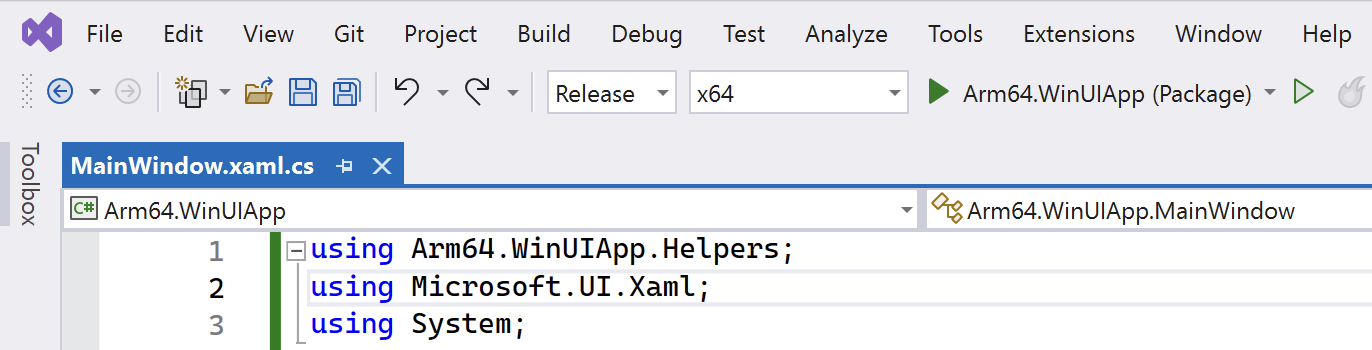 File Edit View Git Project Build Debug Test Analyze Tools Extensions Window Help
Release x64 Arm64.WinUIApp (Package)
Toolbox
MainWindow.xaml.cs
C# Arm64.WinUIApp Arm64.WinUIApp.MainWindow
1 using Arm64.WinUIApp.Helpers;
2 using Microsoft.UI.Xaml;
3 using System;